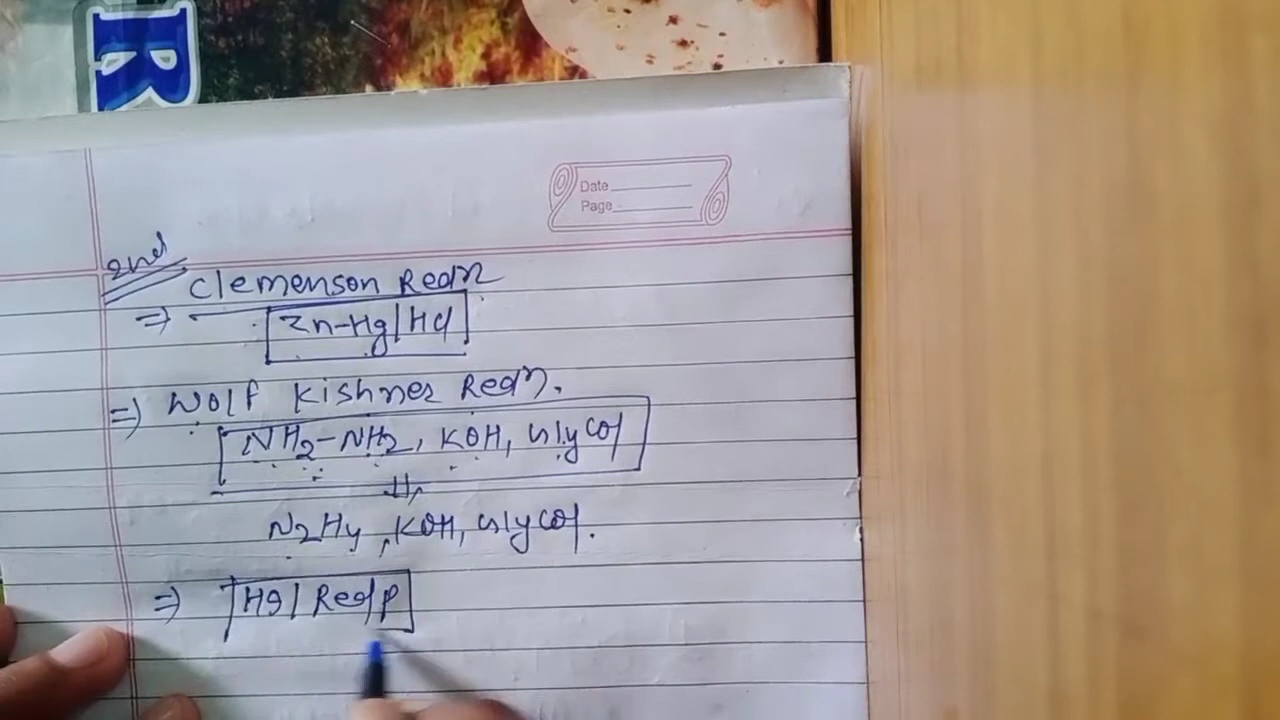 R
Date
Page
2nd
Clemenson Redn
⇒ Zn-Hg/HCl
⇒ Wolf Kishner Redn.
NH2-NH2, KOH, Glycol
N2H4, KOH, Glycol.
⇒ HI/Red P